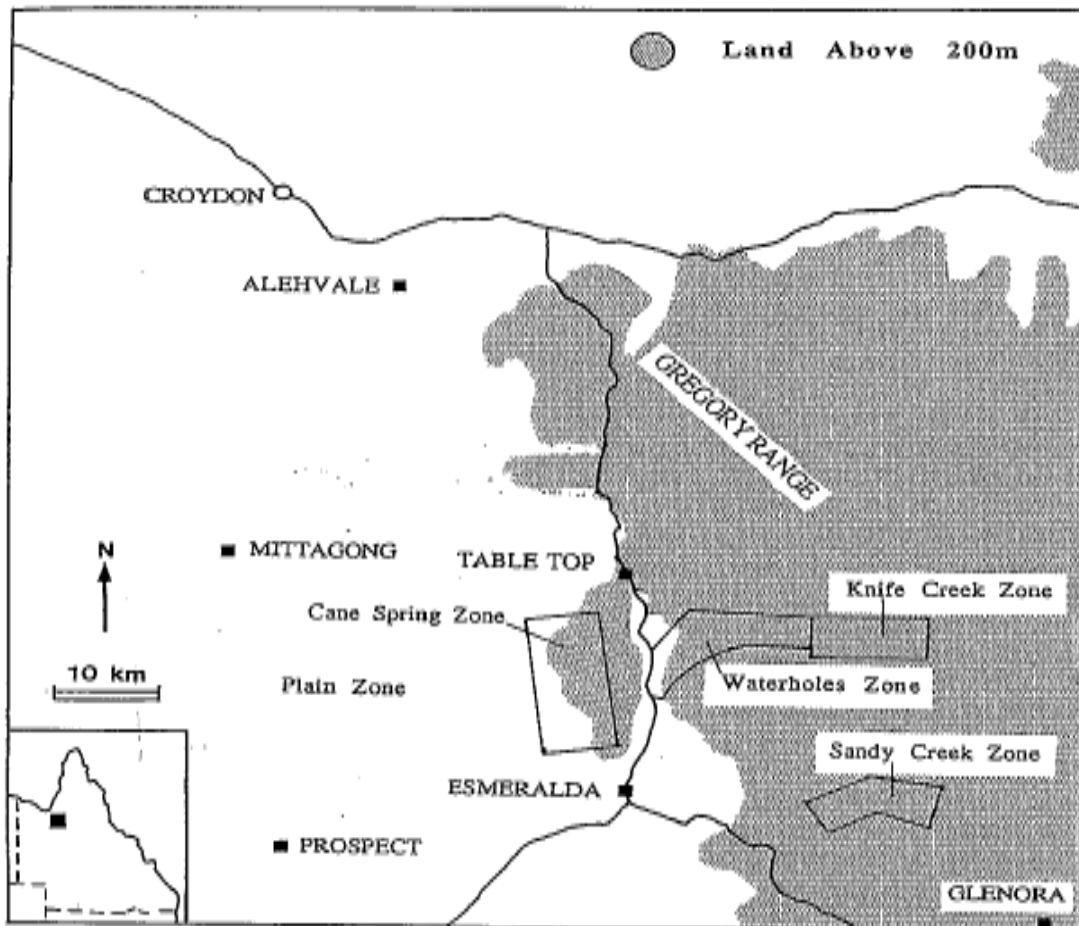 Land Above 200m
CROYDON
ALEHVALE
GREGORY RANGE
N
MITTAGONG
TABLE TOP
Knife Creek Zone
Cane Spring Zone
10 km
Plain Zone
Waterholes Zone
Sandy Creek Zone
ESMERALDA
PROSPECT
GLENORA